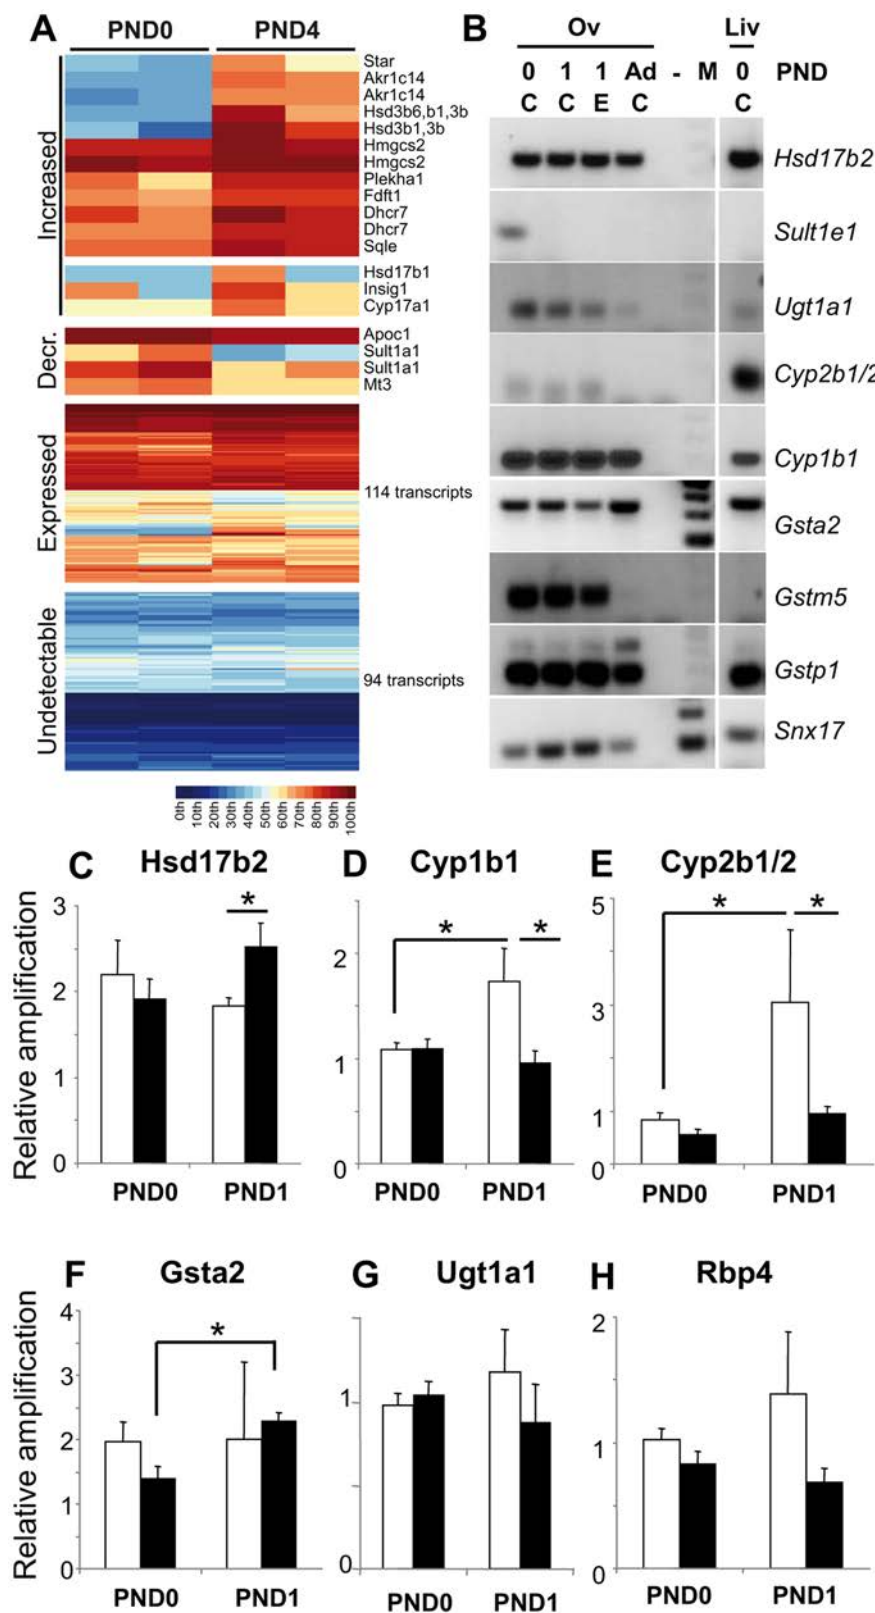 A
PND0 PND4
Increased
Star
Akr1c14
Akr1c14
Hsd3b6,b1,3b
Hsd3b1,3b
Hmgcs2
Hmgcs2
Plekha1
Fdft1
Dhcr7
Dhcr7
Sqle
Hsd17b1
Insig1
Cyp17a1
Decr.
Apoc1
Sult1a1
Sult1a1
Mt3
Expressed
114 transcripts
Undetectable
94 transcripts
0th 10th 20th 30th 40th 50th 60th 70th 80th 90th 100th
B
Ov Liv
0 1 1 Ad - M 0 PND
C C E C C
Hsd17b2
Sult1e1
Ugt1a1
Cyp2b1/2
Cyp1b1
Gsta2
Gstm5
Gstp1
Snx17
C Hsd17b2
Relative amplification
3
2
1
0
*
PND0 PND1
D Cyp1b1
2
1
0
* *
PND0 PND1
E Cyp2b1/2
5
3
1
0
* *
PND0 PND1
F Gsta2
Relative amplification
4
3
2
1
0
*
PND0 PND1
G Ugt1a1
1
0
PND0 PND1
H Rbp4
2
1
0
PND0 PND1